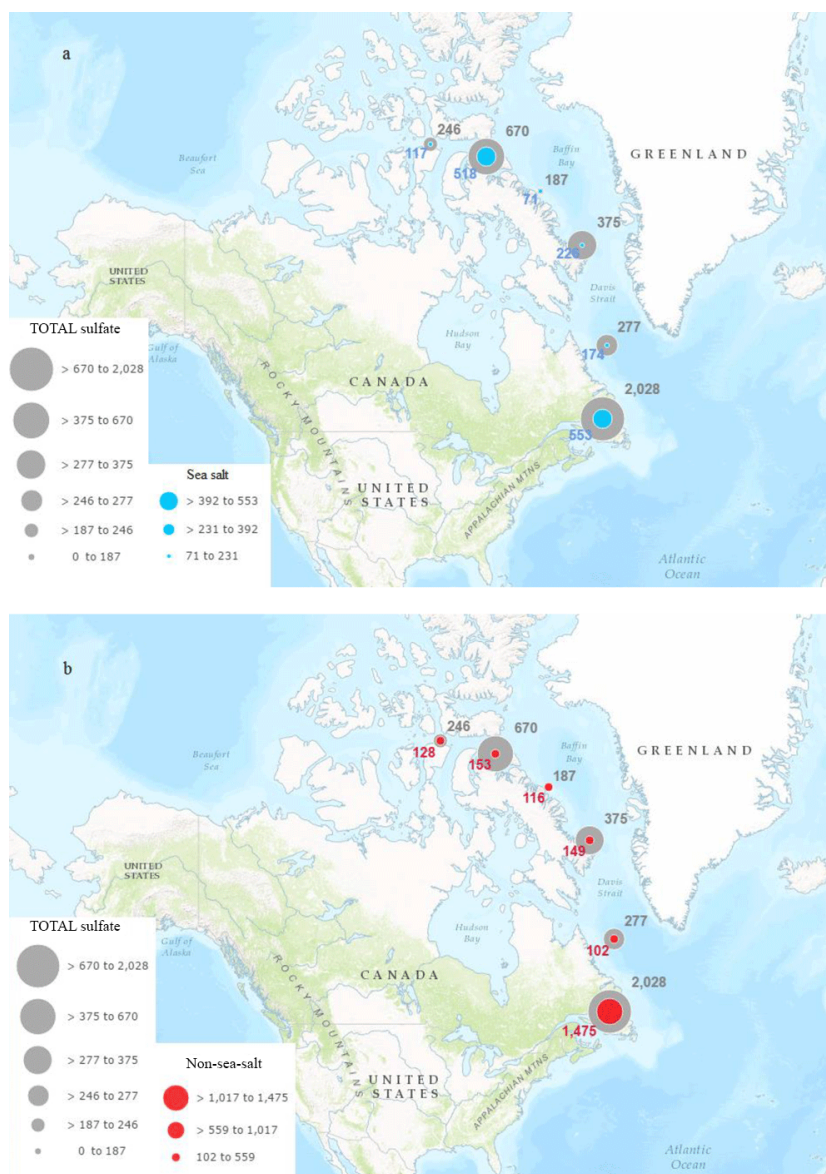 a
246
670
117
518
Beaufort
Sea
Baffin
Bay
GREENLAND
187
71
375
UNITED
STATES
Davis
Strait
TOTAL sulfate
Gulf of
Alaska
Hudson
Bay
277
174
> 670 to 2,028
ROCKY MOUNTAINS
CANADA
2,028
553
> 375 to 670
> 277 to 375
Sea salt
UNITED
STATES
APPALACHIAN MTNS
> 246 to 277
> 392 to 553
> 187 to 246
> 231 to 392
0 to 187
71 to 231
Atlantic
Ocean
b
246
670
128
153
Beaufort
Sea
Baffin
Bay
GREENLAND
187
116
375
149
UNITED
STATES
Davis
Strait
TOTAL sulfate
Gulf of
Alaska
Hudson
Bay
277
102
> 670 to 2,028
ROCKY MOUNTAINS
CANADA
2,028
1,475
> 375 to 670
> 277 to 375
Non-sea-salt
UNITED
STATES
APPALACHIAN MTNS
> 246 to 277
> 1,017 to 1,475
> 187 to 246
> 559 to 1,017
0 to 187
102 to 559
Atlantic
Ocean